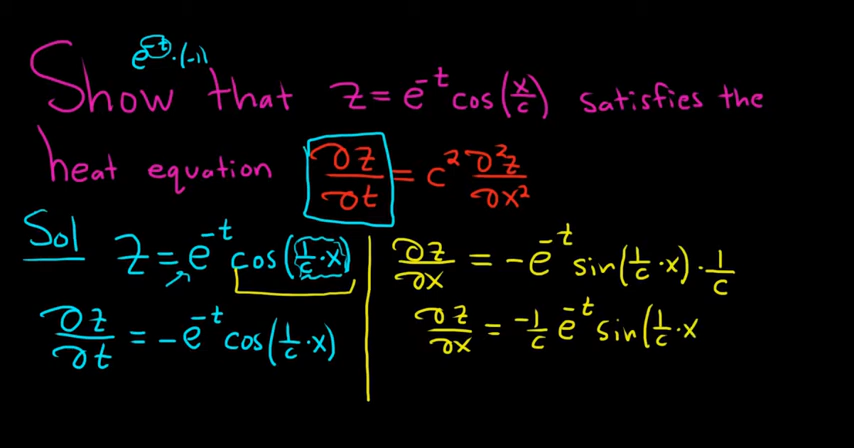 e^{-t} · (-1)
Show that z = e^{-t} cos(x/c) satisfies the
heat equation ∂z/∂t = c² ∂²z/∂x²
Sol z = e^{-t} cos(1/c · x)
∂z/∂t = -e^{-t} cos(1/c · x)
∂z/∂x = -e^{-t} sin(1/c · x) · 1/c
∂z/∂x = -1/c e^{-t} sin(1/c · x